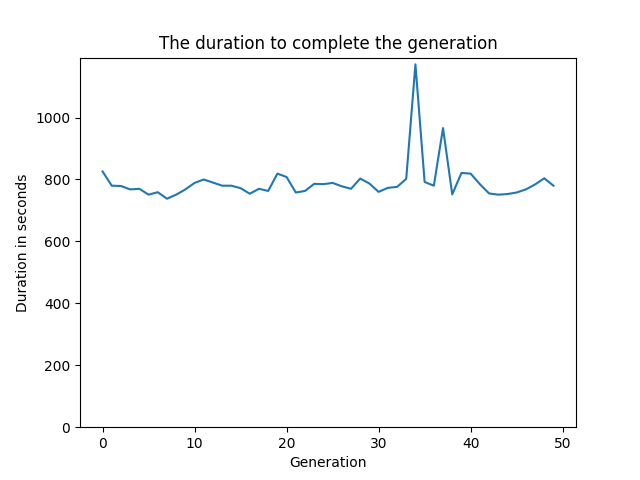 The duration to complete the generation
Duration in seconds
1000
800
600
400
200
0
0 10 20 30 40 50
Generation